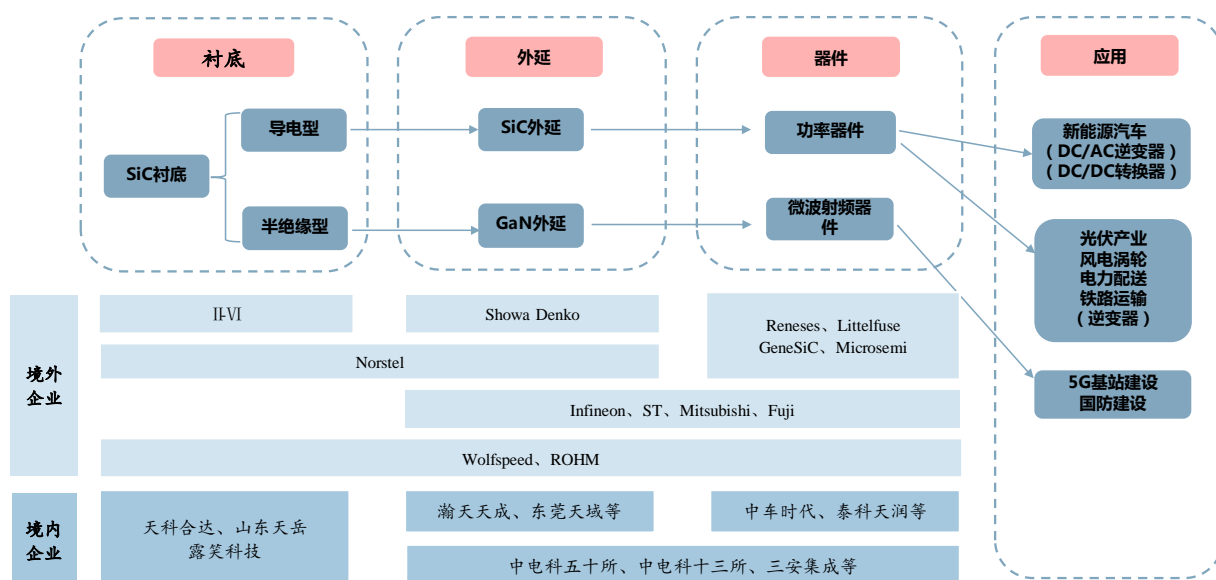 衬底
外延
器件
应用
导电型
SiC外延
功率器件
新能源汽车
（DC/AC逆变器）
（DC/DC转换器）
SiC衬底
半绝缘型
GaN外延
微波射频器
件
光伏产业
风电涡轮
电力配送
铁路运输
（逆变器）
5G基站建设
国防建设
境外
企业
II-VI
Showa Denko
Reneses、Littelfuse
GeneSiC、Microsemi
Norstel
Infineon、ST、Mitsubishi、Fuji
Wolfspeed、ROHM
境内
企业
天科合达、山东天岳
露笑科技
瀚天天成、东莞天域等
中车时代、泰科天润等
中电科五十所、中电科十三所、三安集成等